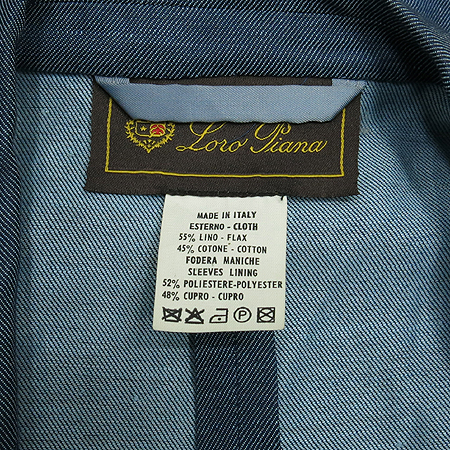 Loro Piana
MADE IN ITALY
ESTERNO - CLOTH
55% LINO - FLAX
45% COTONE - COTTON
FODERA MANICHE
SLEEVES LINING
52% POLIESTERE-POLYESTER
48% CUPRO - CUPRO
P